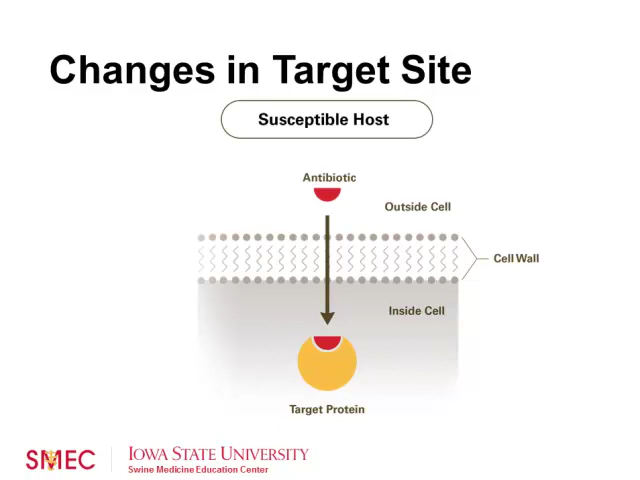 Changes in Target Site
Susceptible Host
Antibiotic
Outside Cell
Cell Wall
Inside Cell
Target Protein
SMEC
IOWA STATE UNIVERSITY
Swine Medicine Education Center